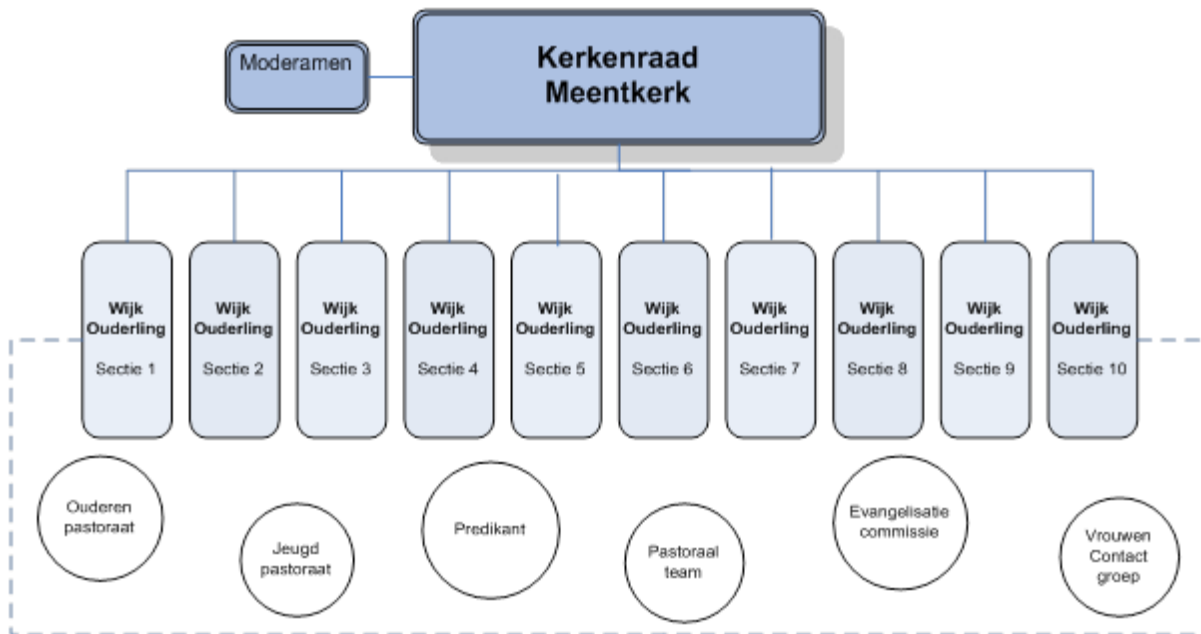 Moderamen
Kerkenraad
Meentkerk
Wijk
Ouderling
Sectie 1
Wijk
Ouderling
Sectie 2
Wijk
Ouderling
Sectie 3
Wijk
Ouderling
Sectie 4
Wijk
Ouderling
Sectie 5
Wijk
Ouderling
Sectie 6
Wijk
Ouderling
Sectie 7
Wijk
Ouderling
Sectie 8
Wijk
Ouderling
Sectie 9
Wijk
Ouderling
Sectie 10
Ouderen
pastoraat
Jeugd
pastoraat
Predikant
Pastoraal
team
Evangelisatie
commissie
Vrouwen
Contact
groep